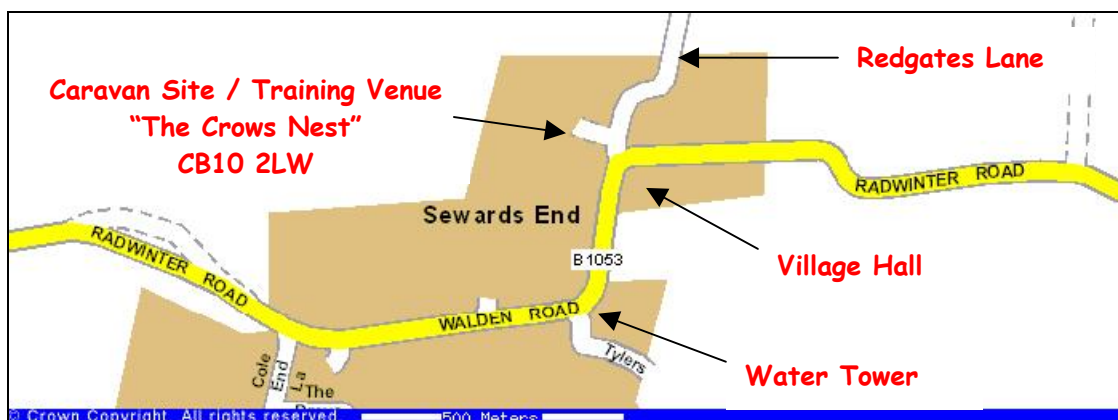 Redgates Lane
Caravan Site / Training Venue
“The Crows Nest”
CB10 2LW
RADWINTER ROAD
Sewards End
RADWINTER ROAD
B1053
Village Hall
WALDEN ROAD
Tylers
Cole
End
La
The
Water Tower
© Crown Copyright. All rights reserved.
500 Meters